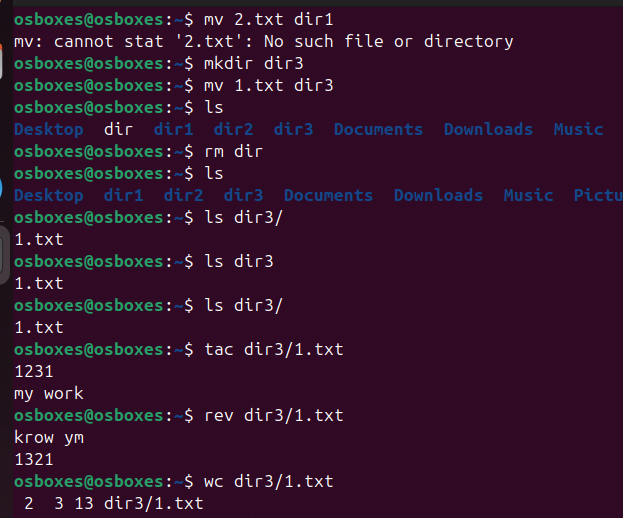 osboxes@osboxes:~$ mv 2.txt dir1
mv: cannot stat '2.txt': No such file or directory
osboxes@osboxes:~$ mkdir dir3
osboxes@osboxes:~$ mv 1.txt dir3
osboxes@osboxes:~$ ls
Desktop  dir  dir1  dir2  dir3  Documents  Downloads  Music
osboxes@osboxes:~$ rm dir
osboxes@osboxes:~$ ls
Desktop  dir1  dir2  dir3  Documents  Downloads  Music  Pictu
osboxes@osboxes:~$ ls dir3/
1.txt
osboxes@osboxes:~$ ls dir3
1.txt
osboxes@osboxes:~$ ls dir3/
1.txt
osboxes@osboxes:~$ tac dir3/1.txt
1231
my work
osboxes@osboxes:~$ rev dir3/1.txt
krow ym
1321
osboxes@osboxes:~$ wc dir3/1.txt
 2  3 13 dir3/1.txt